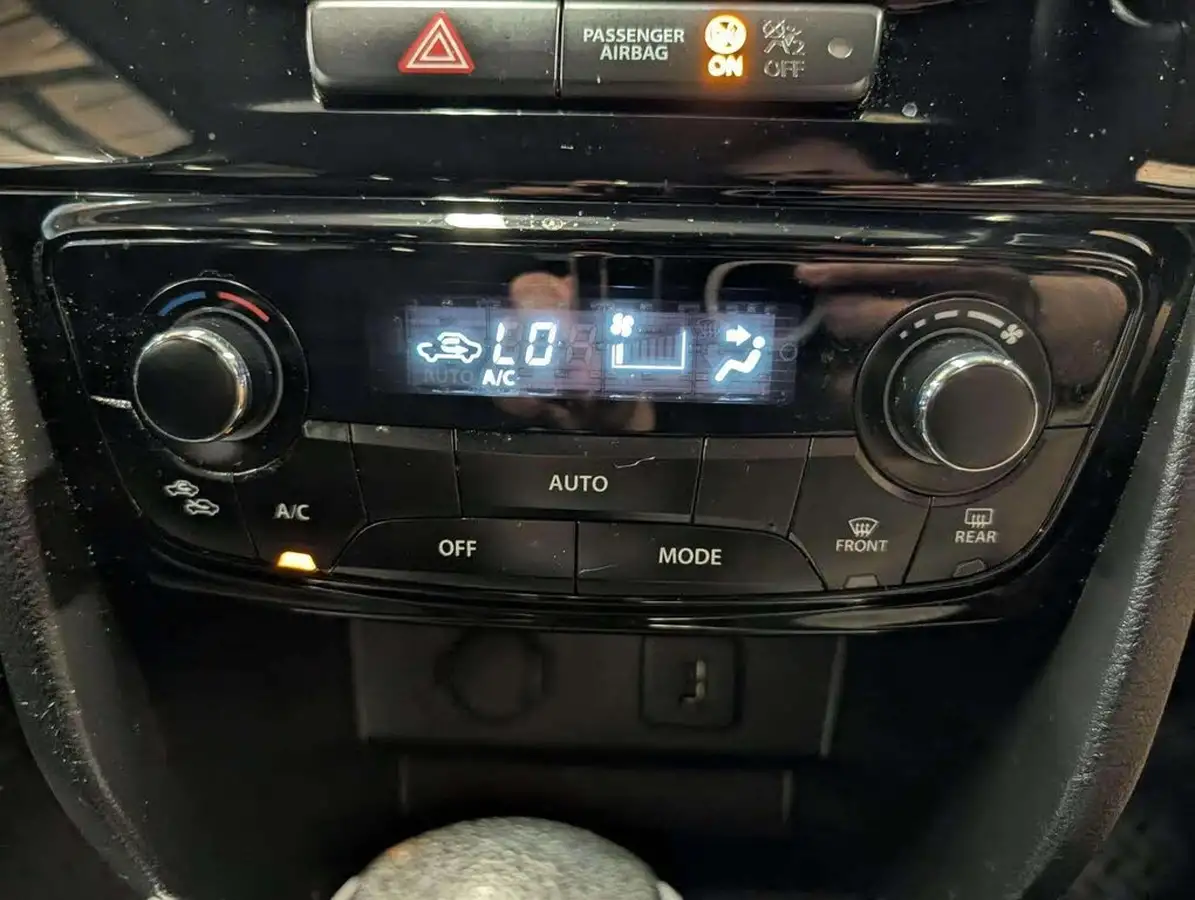 PASSENGER
AIRBAG
ON
OFF
LO
AUTO
A/C
A/C
AUTO
OFF
MODE
FRONT
REAR